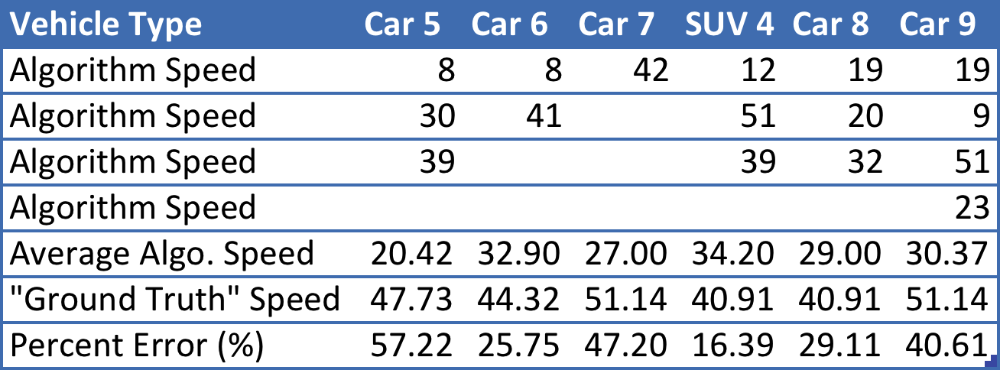 Vehicle Type Car 5 Car 6 Car 7 SUV 4 Car 8 Car 9
Algorithm Speed 8 8 42 12 19 19
Algorithm Speed 30 41 51 20 9
Algorithm Speed 39 39 32 51
Algorithm Speed 23
Average Algo. Speed 20.42 32.90 27.00 34.20 29.00 30.37
"Ground Truth" Speed 47.73 44.32 51.14 40.91 40.91 51.14
Percent Error (%) 57.22 25.75 47.20 16.39 29.11 40.61